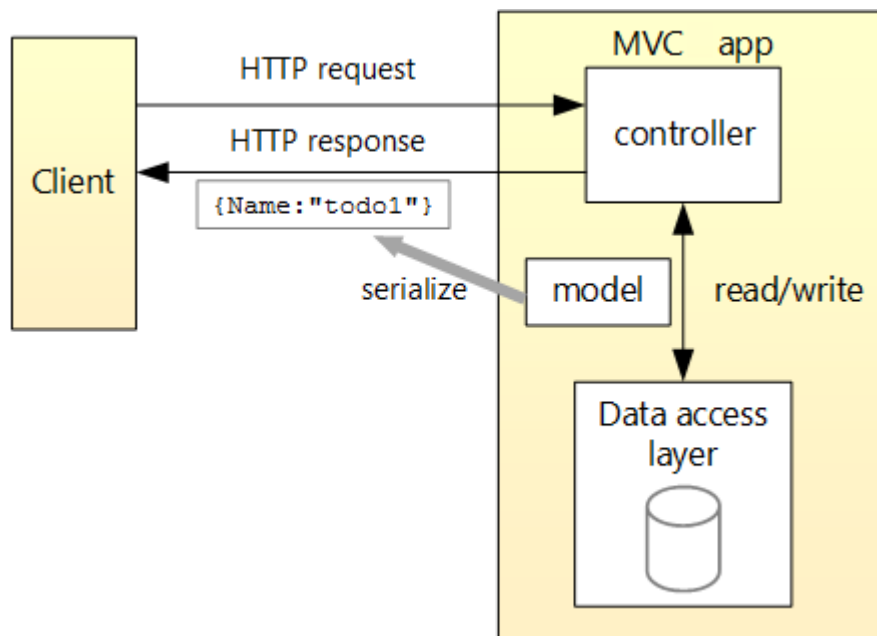 MVC app
HTTP request
controller
HTTP response
Client
{Name:"todo1"}
serialize
model
read/write
Data access
layer